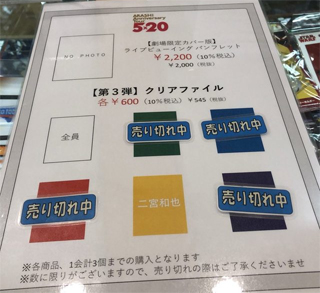 ARASHI
Anniversary
5×20
NO PHOTO
【劇場限定カバー版】
ライブビューイング パンフレット
￥2,200 (10％税込)
￥2,000 (税抜)
【第３弾】クリアファイル
各￥600 (10％税込) ￥545 (税抜)
全員
売り切れ中
売り切れ中
売り切れ中
二宮和也
売り切れ中
※各商品、1会計3個までの購入となります
※数に限りがございますので、売り切れの際はご了承くださいませ